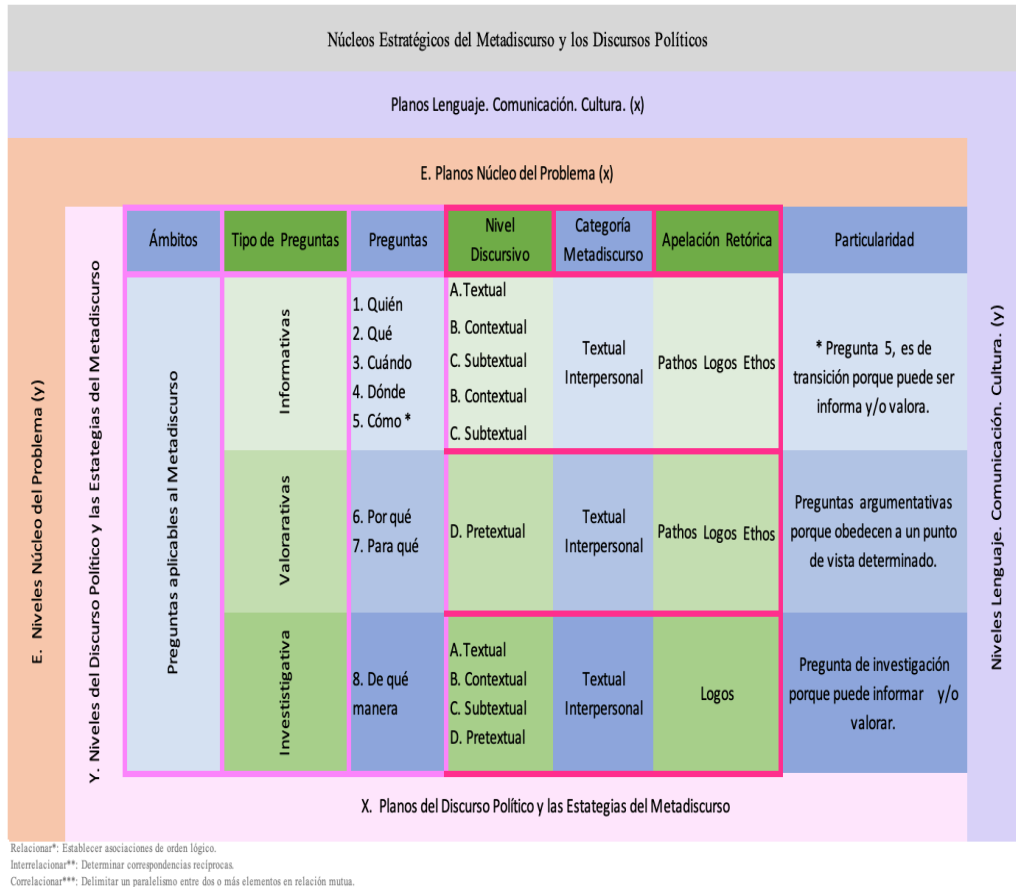 Núcleos Estratégicos del Metadiscurso y los Discursos Políticos
Planos Lenguaje. Comunicación. Cultura. (x)
E. Planos Núcleo del Problema (x)
E. Niveles Núcleo del Problema (y)
Y. Niveles del Discurso Político y las Estategias del Metadiscurso
Ámbitos
Tipo de Preguntas
Preguntas
Nivel
Discursivo
Categoría
Metadiscurso
Apelación Retórica
Particularidad
Preguntas aplicables al Metadiscurso
Informativas
1. Quién
2. Qué
3. Cuándo
4. Dónde
5. Cómo *
A.Textual
B. Contextual
C. Subtextual
B. Contextual
C. Subtextual
Textual
Interpersonal
Pathos Logos Ethos
* Pregunta 5, es de
transición porque puede ser
informa y/o valora.
Valorarativas
6. Por qué
7. Para qué
D. Pretextual
Textual
Interpersonal
Pathos Logos Ethos
Preguntas argumentativas
porque obedecen a un punto
de vista determinado.
Investistigativa
8. De qué
manera
A.Textual
B. Contextual
C. Subtextual
D. Pretextual
Textual
Interpersonal
Logos
Pregunta de investigación
porque puede informar y/o
valorar.
Niveles Lenguaje. Comunicación. Cultura. (y)
X. Planos del Discurso Político y las Estategias del Metadiscurso
Relacionar*: Establecer asociaciones de orden lógico.
Interrelacionar**: Determinar correspondencias recíprocas.
Correlacionar***: Delimitar un paralelismo entre dos o más elementos en relación mutua.